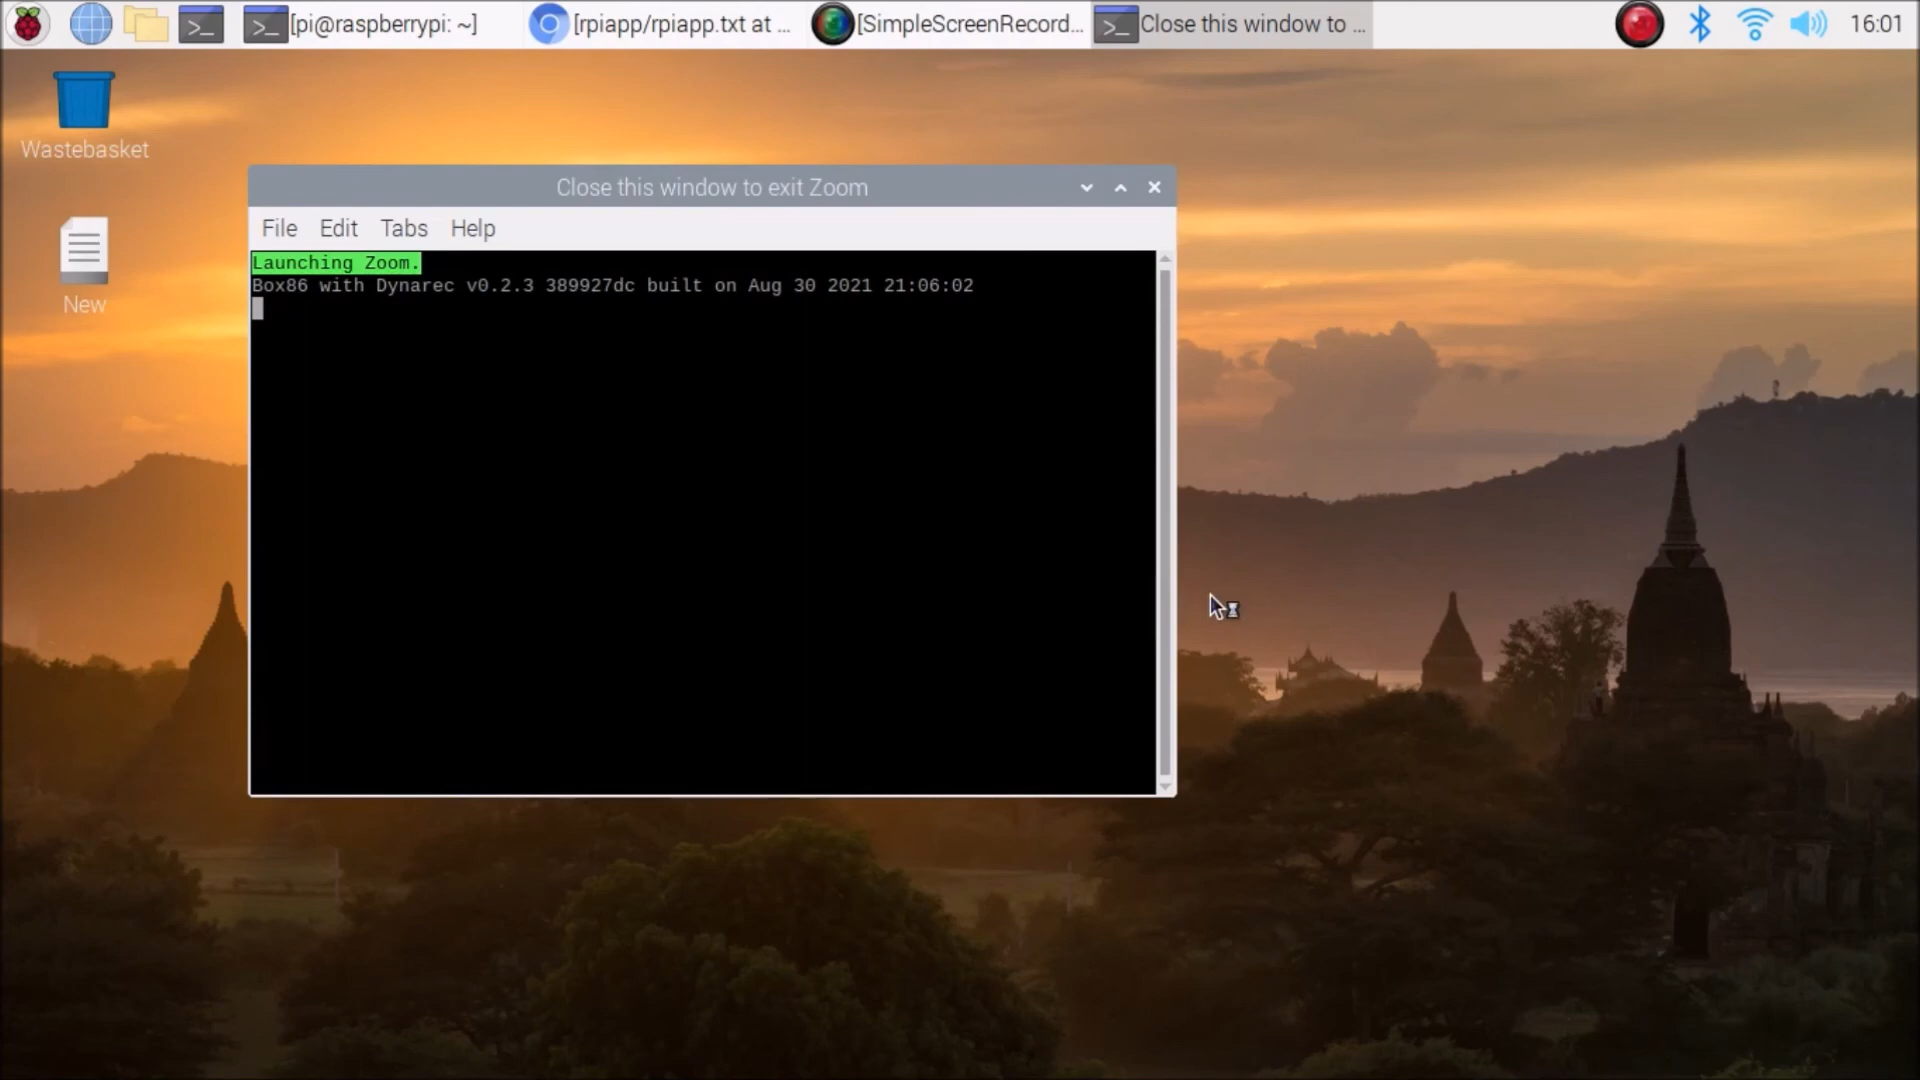 [pi@raspberrypi: ~]
[rpiapp/rpiapp.txt at ...
[SimpleScreenRecord...
Close this window to ...
16:01
Wastebasket
New
Close this window to exit Zoom
File Edit Tabs Help
Launching Zoom.
Box86 with Dynarec v0.2.3 389927dc built on Aug 30 2021 21:06:02